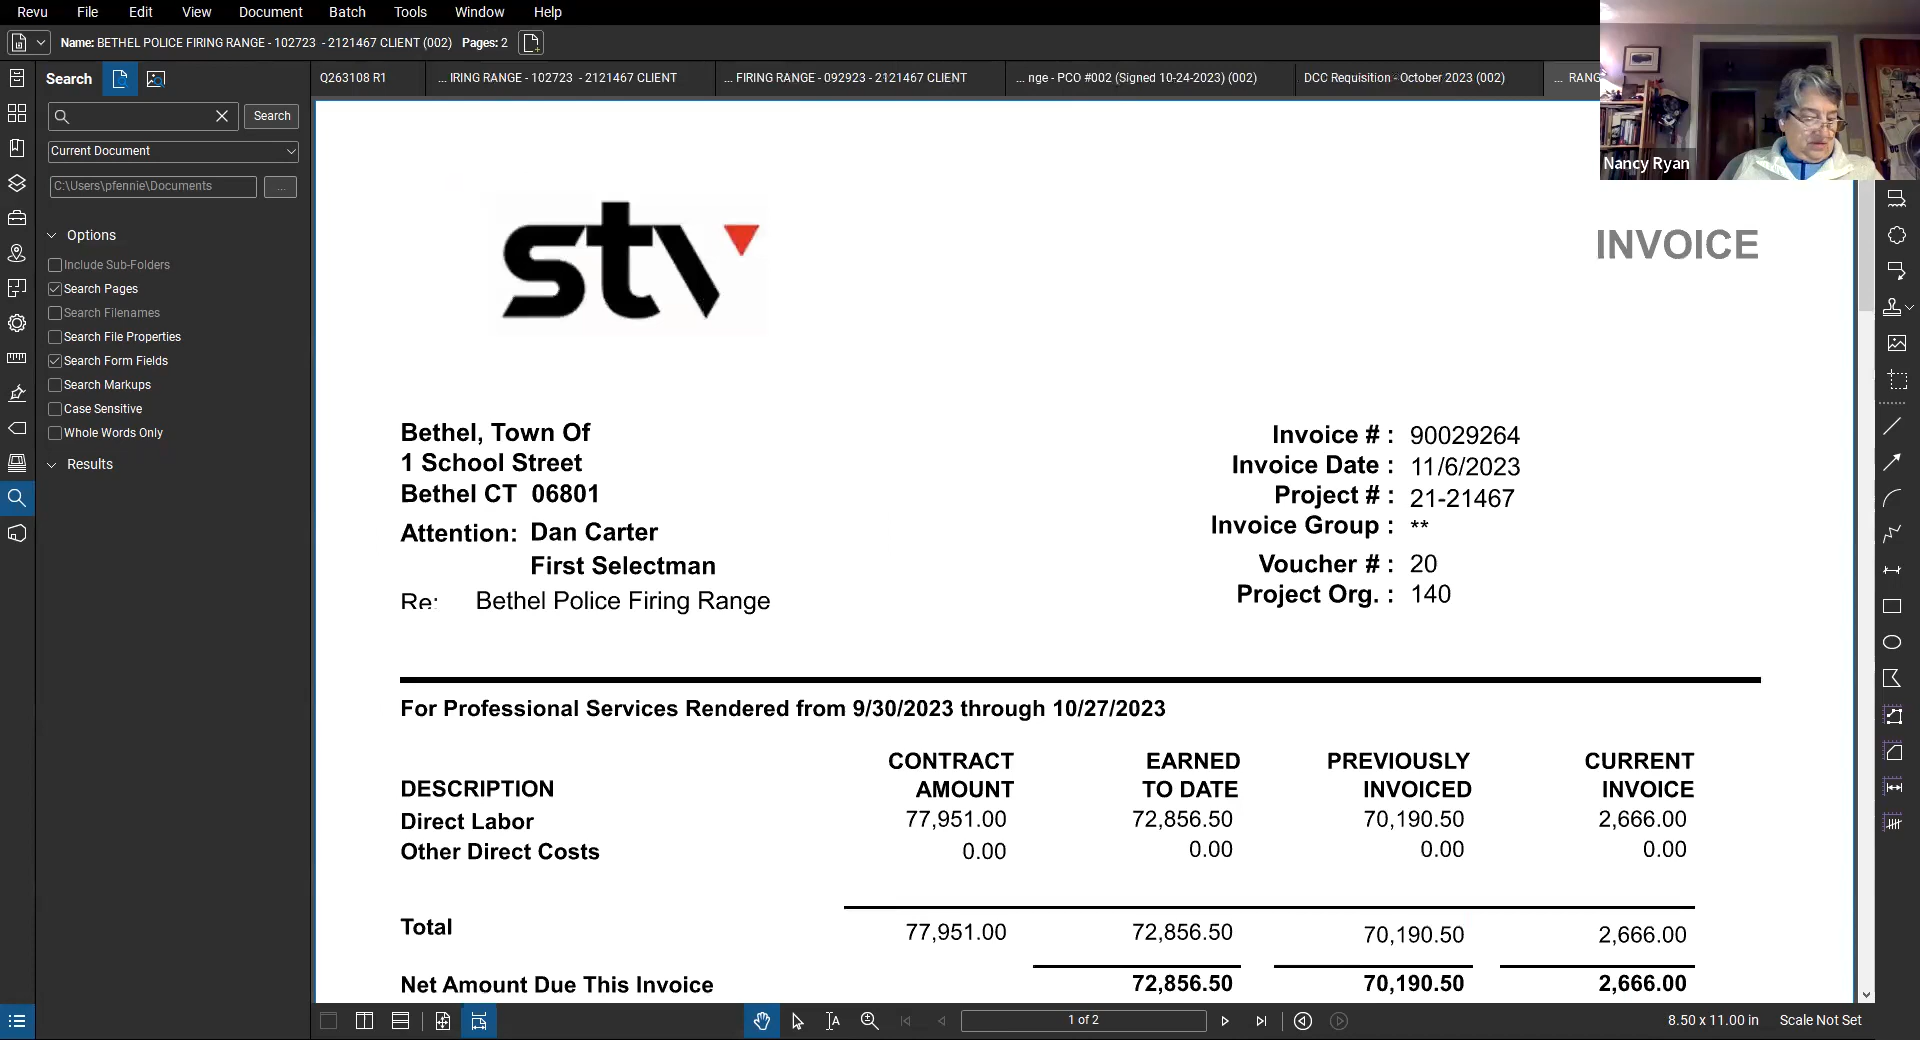 Revu File Edit View Document Batch Tools Window Help
Name: BETHEL POLICE FIRING RANGE - 102723 - 2121467 CLIENT (002) Pages: 2
Search
Q263108 R1
... IRING RANGE - 102723 - 2121467 CLIENT
... FIRING RANGE - 092923 - 2121467 CLIENT
... nge - PCO #002 (Signed 10-24-2023) (002)
DCC Requisition - October 2023 (002)
... RANG
Search
Current Document
C:\Users\pfennie\Documents
...
Options
Include Sub-Folders
Search Pages
Search Filenames
Search File Properties
Search Form Fields
Search Markups
Case Sensitive
Whole Words Only
Results
Nancy Ryan
stv
INVOICE
Bethel, Town Of
1 School Street
Bethel CT 06801
Attention: Dan Carter
First Selectman
Re: Bethel Police Firing Range
Invoice # : 90029264
Invoice Date : 11/6/2023
Project # : 21-21467
Invoice Group : **
Voucher # : 20
Project Org. : 140
For Professional Services Rendered from 9/30/2023 through 10/27/2023
CONTRACT EARNED PREVIOUSLY CURRENT
DESCRIPTION AMOUNT TO DATE INVOICED INVOICE
Direct Labor 77,951.00 72,856.50 70,190.50 2,666.00
Other Direct Costs 0.00 0.00 0.00 0.00
Total 77,951.00 72,856.50 70,190.50 2,666.00
Net Amount Due This Invoice 72,856.50 70,190.50 2,666.00
1 of 2
8.50 x 11.00 in Scale Not Set